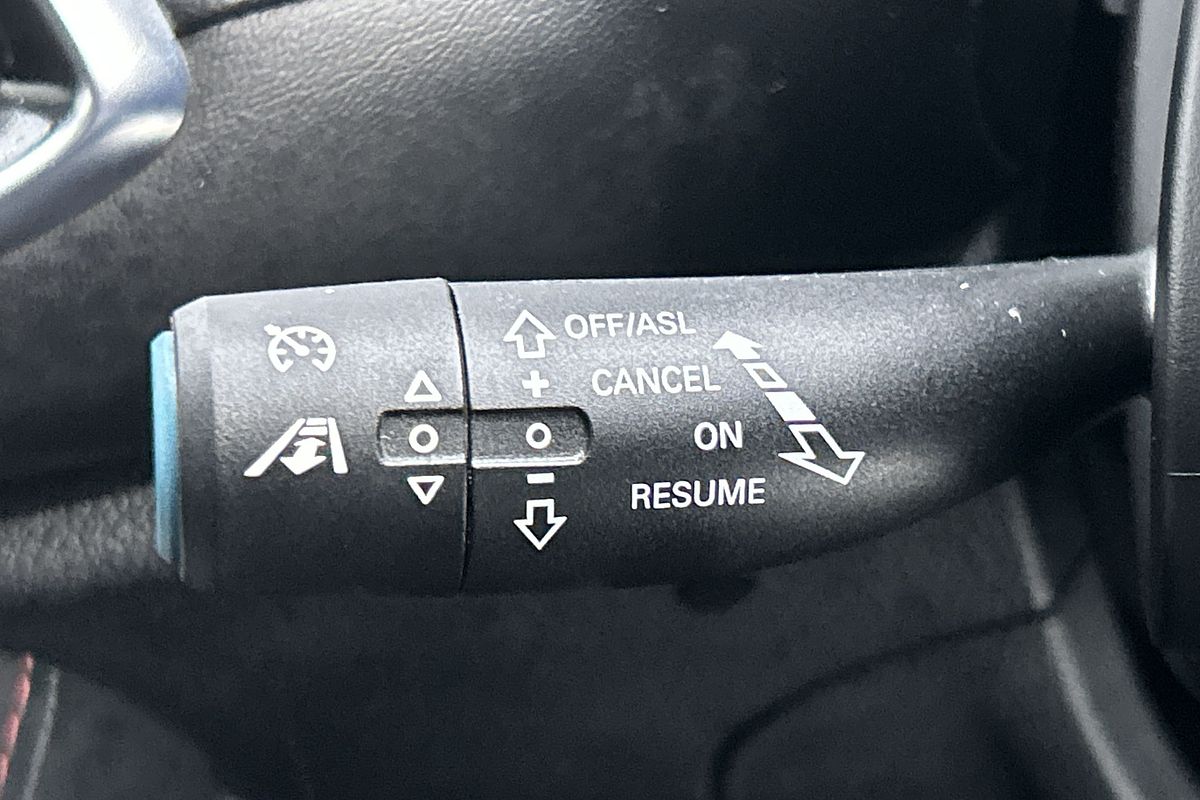 OFF/ASL
+ CANCEL
ON
- RESUME